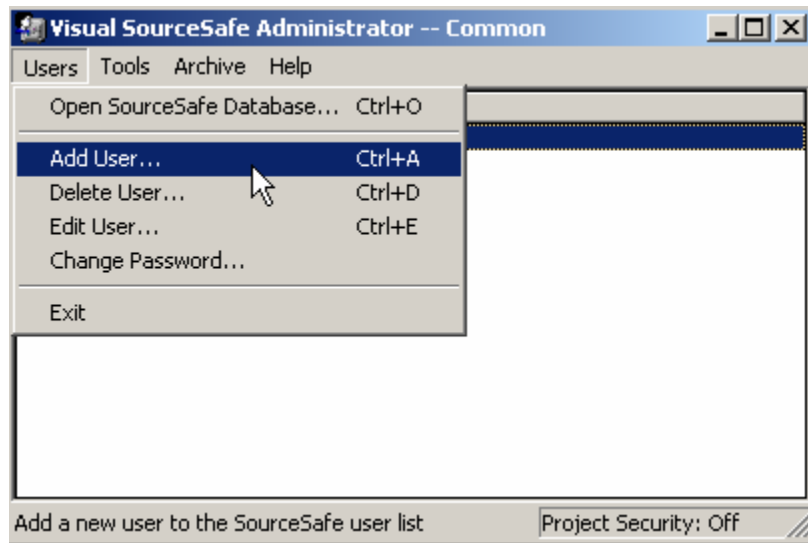 Visual SourceSafe Administrator -- Common
Users Tools Archive Help
Open SourceSafe Database... Ctrl+O
Add User... Ctrl+A
Delete User... Ctrl+D
Edit User... Ctrl+E
Change Password...
Exit
Add a new user to the SourceSafe user list Project Security: Off